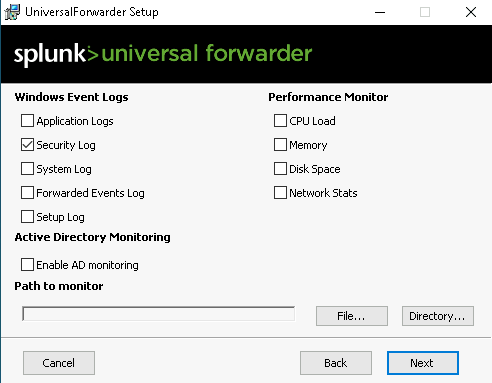 UniversalForwarder Setup
splunk>universal forwarder
Windows Event Logs
Performance Monitor
Application Logs
CPU Load
Security Log
Memory
System Log
Disk Space
Forwarded Events Log
Network Stats
Setup Log
Active Directory Monitoring
Enable AD monitoring
Path to monitor
File...
Directory...
Cancel
Back
Next